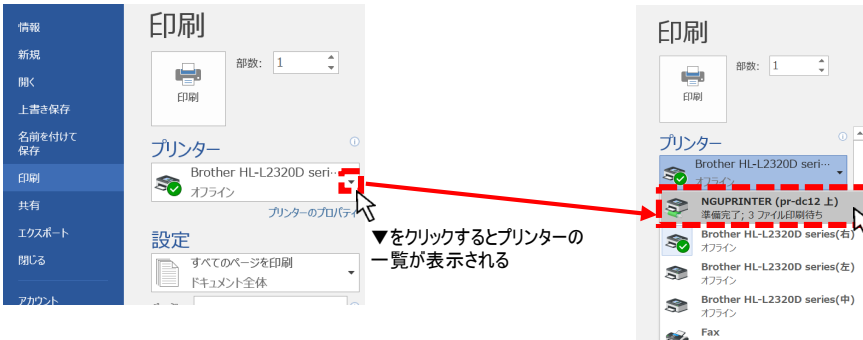 情報
新規
開く
上書き保存
名前を付けて
保存
印刷
共有
エクスポート
閉じる
アカウント
印刷
印刷
部数: 1
プリンター
Brother HL-L2320D seri…
オフライン
プリンターのプロパティ
設定
すべてのページを印刷
ドキュメント全体
▼をクリックするとプリンターの
一覧が表示される
印刷
印刷
部数: 1
プリンター
Brother HL-L2320D seri…
オフライン
NGUPRINTER (pr-dc12 上)
準備完了; 3 ファイル印刷待ち
Brother HL-L2320D series(右)
オフライン
Brother HL-L2320D series(左)
オフライン
Brother HL-L2320D series(中)
オフライン
Fax